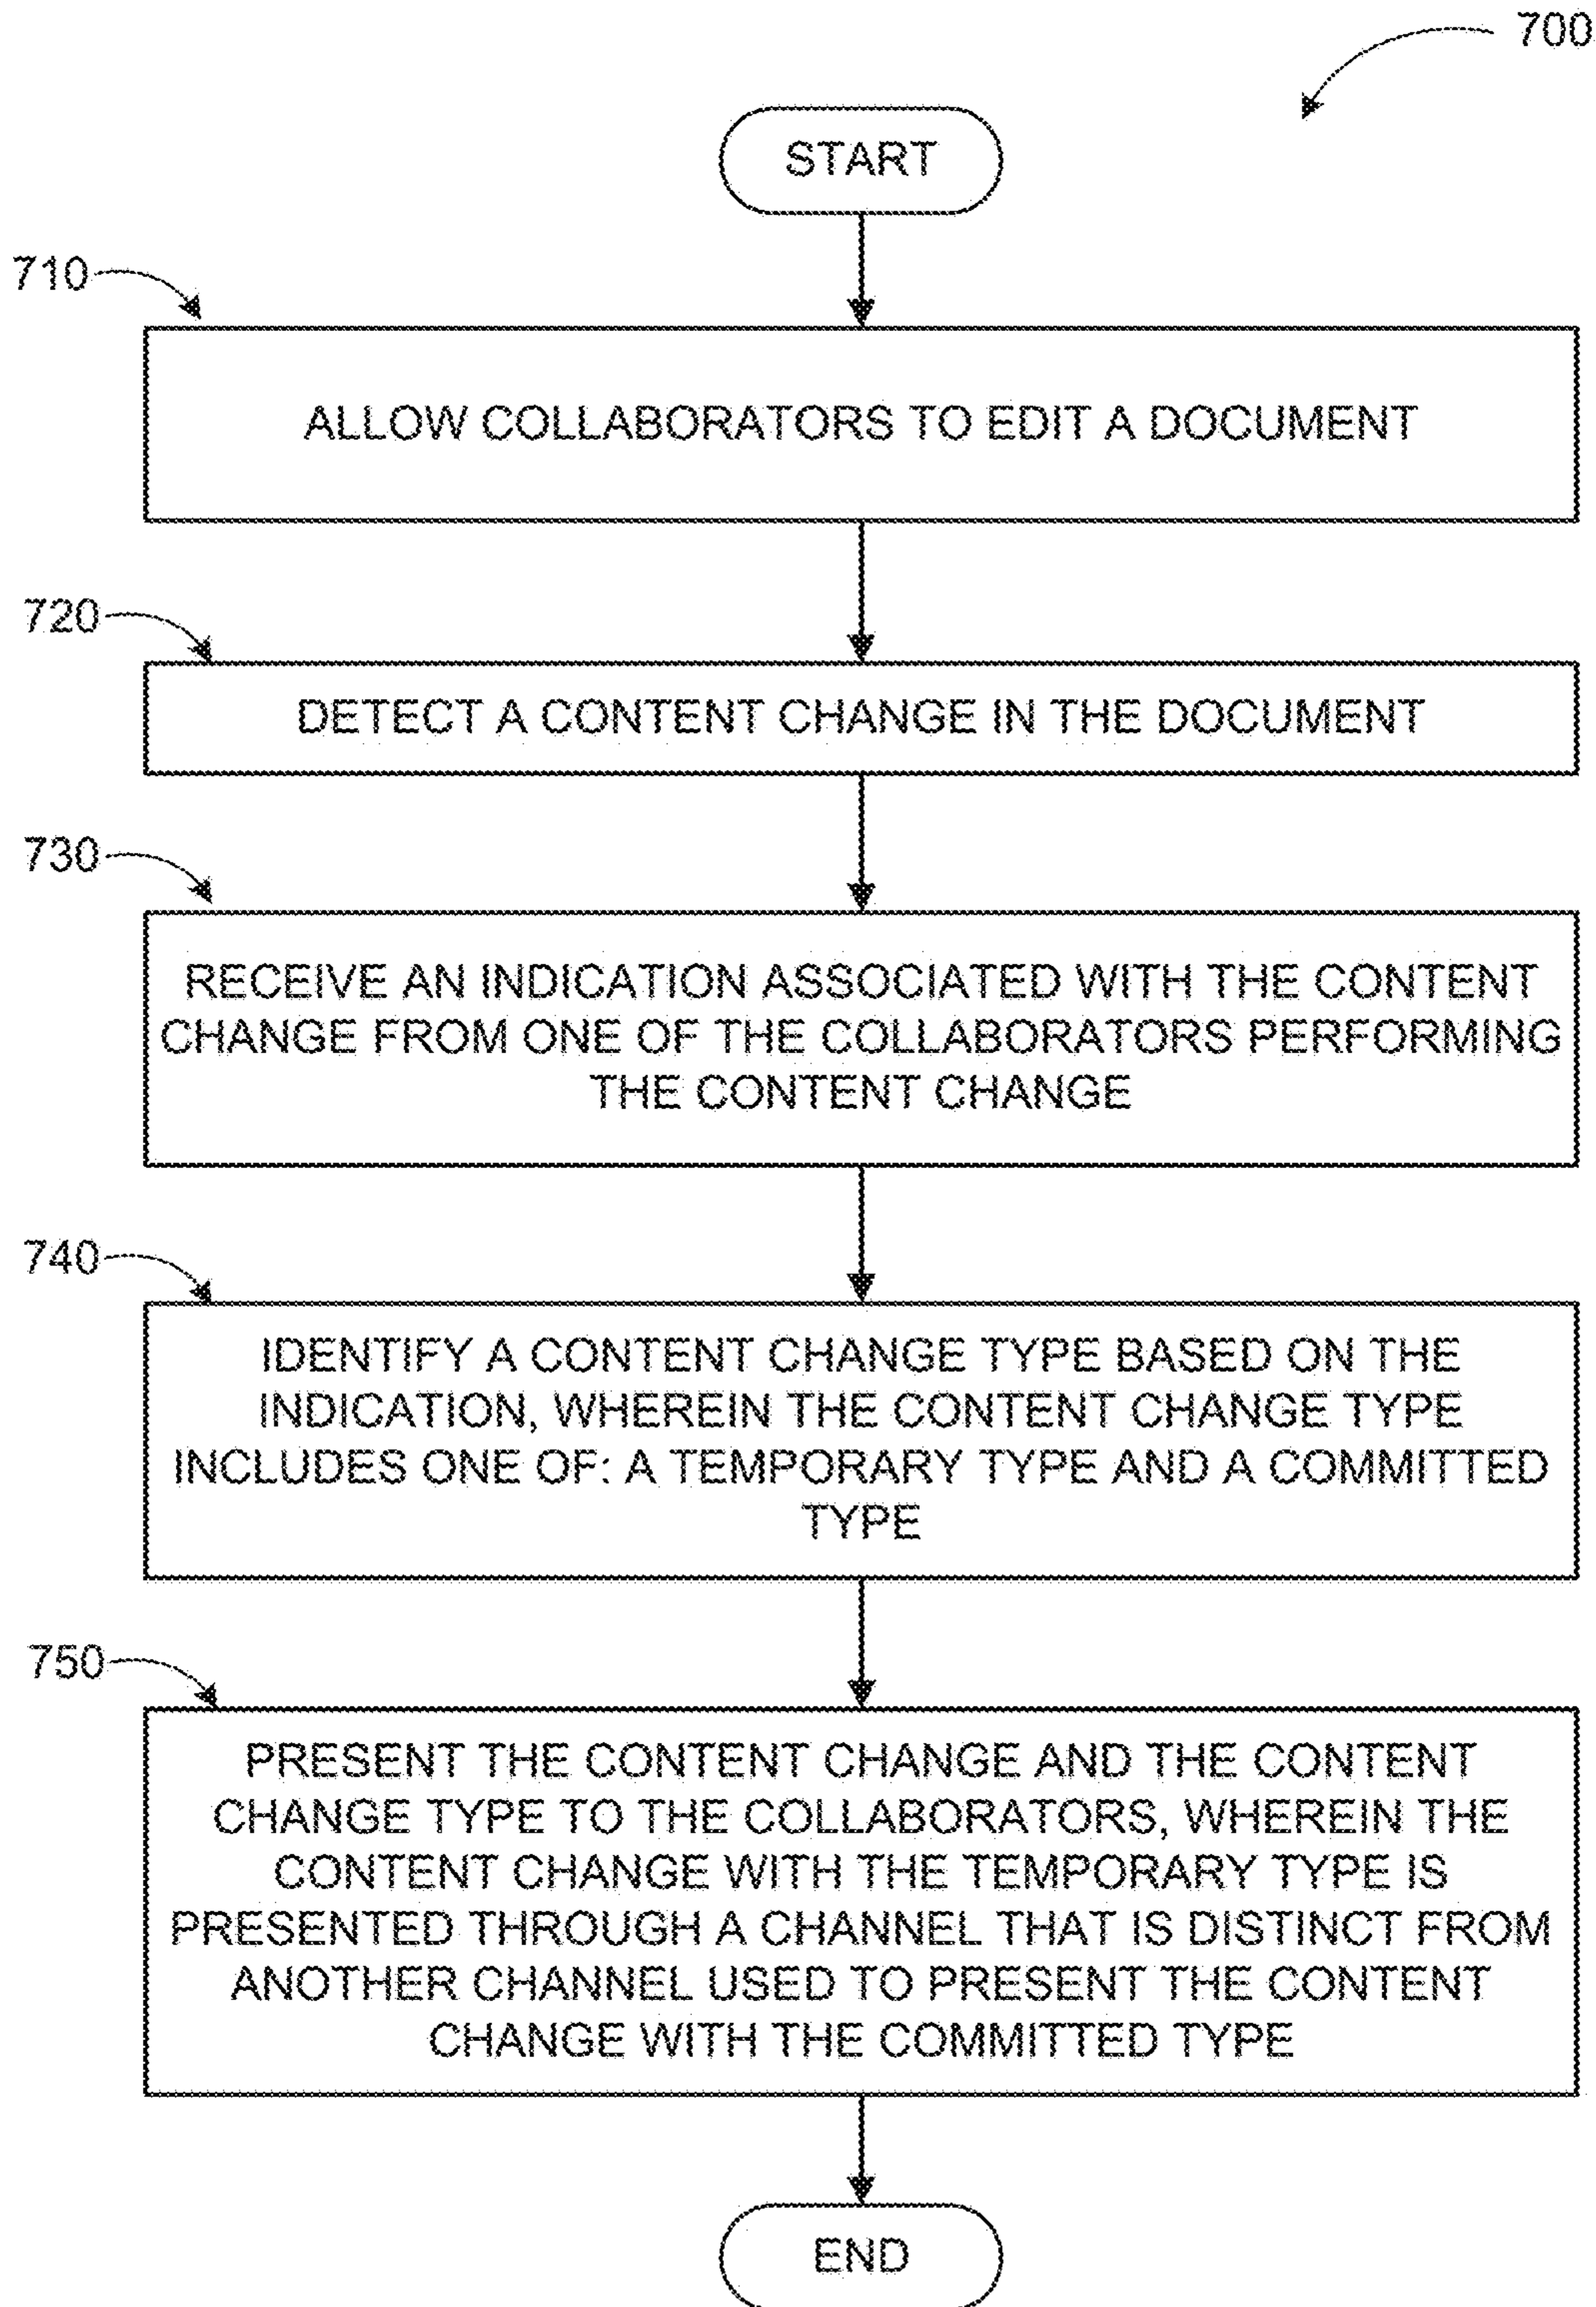 700
START
710
ALLOW COLLABORATORS TO EDIT A DOCUMENT
720
DETECT A CONTENT CHANGE IN THE DOCUMENT
730
RECEIVE AN INDICATION ASSOCIATED WITH THE CONTENT
CHANGE FROM ONE OF THE COLLABORATORS PERFORMING
THE CONTENT CHANGE
740
IDENTIFY A CONTENT CHANGE TYPE BASED ON THE
INDICATION, WHEREIN THE CONTENT CHANGE TYPE
INCLUDES ONE OF: A TEMPORARY TYPE AND A COMMITTED
TYPE
750
PRESENT THE CONTENT CHANGE AND THE CONTENT
CHANGE TYPE TO THE COLLABORATORS, WHEREIN THE
CONTENT CHANGE WITH THE TEMPORARY TYPE IS
PRESENTED THROUGH A CHANNEL THAT IS DISTINCT FROM
ANOTHER CHANNEL USED TO PRESENT THE CONTENT
CHANGE WITH THE COMMITTED TYPE
END